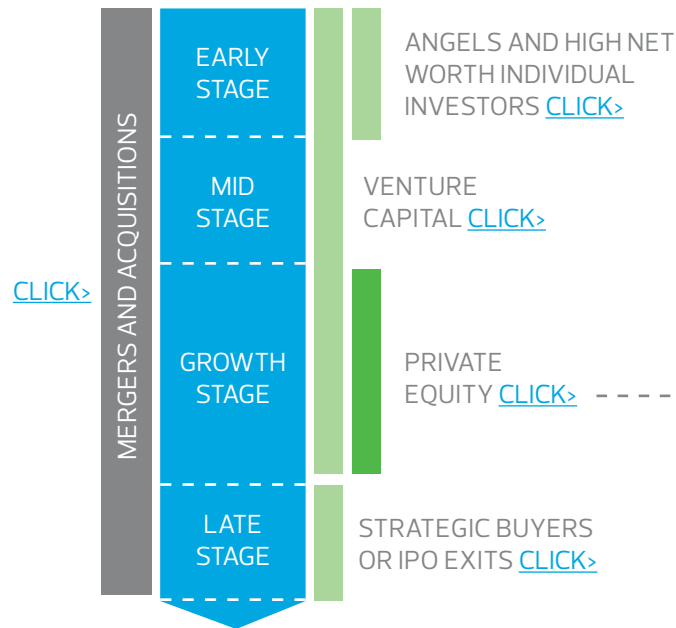 CLICK>
MERGERS AND ACQUISITIONS
EARLY
STAGE
MID
STAGE
GROWTH
STAGE
LATE
STAGE
ANGELS AND HIGH NET
WORTH INDIVIDUAL
INVESTORS CLICK>
VENTURE
CAPITAL CLICK>
PRIVATE
EQUITY CLICK>
STRATEGIC BUYERS
OR IPO EXITS CLICK>